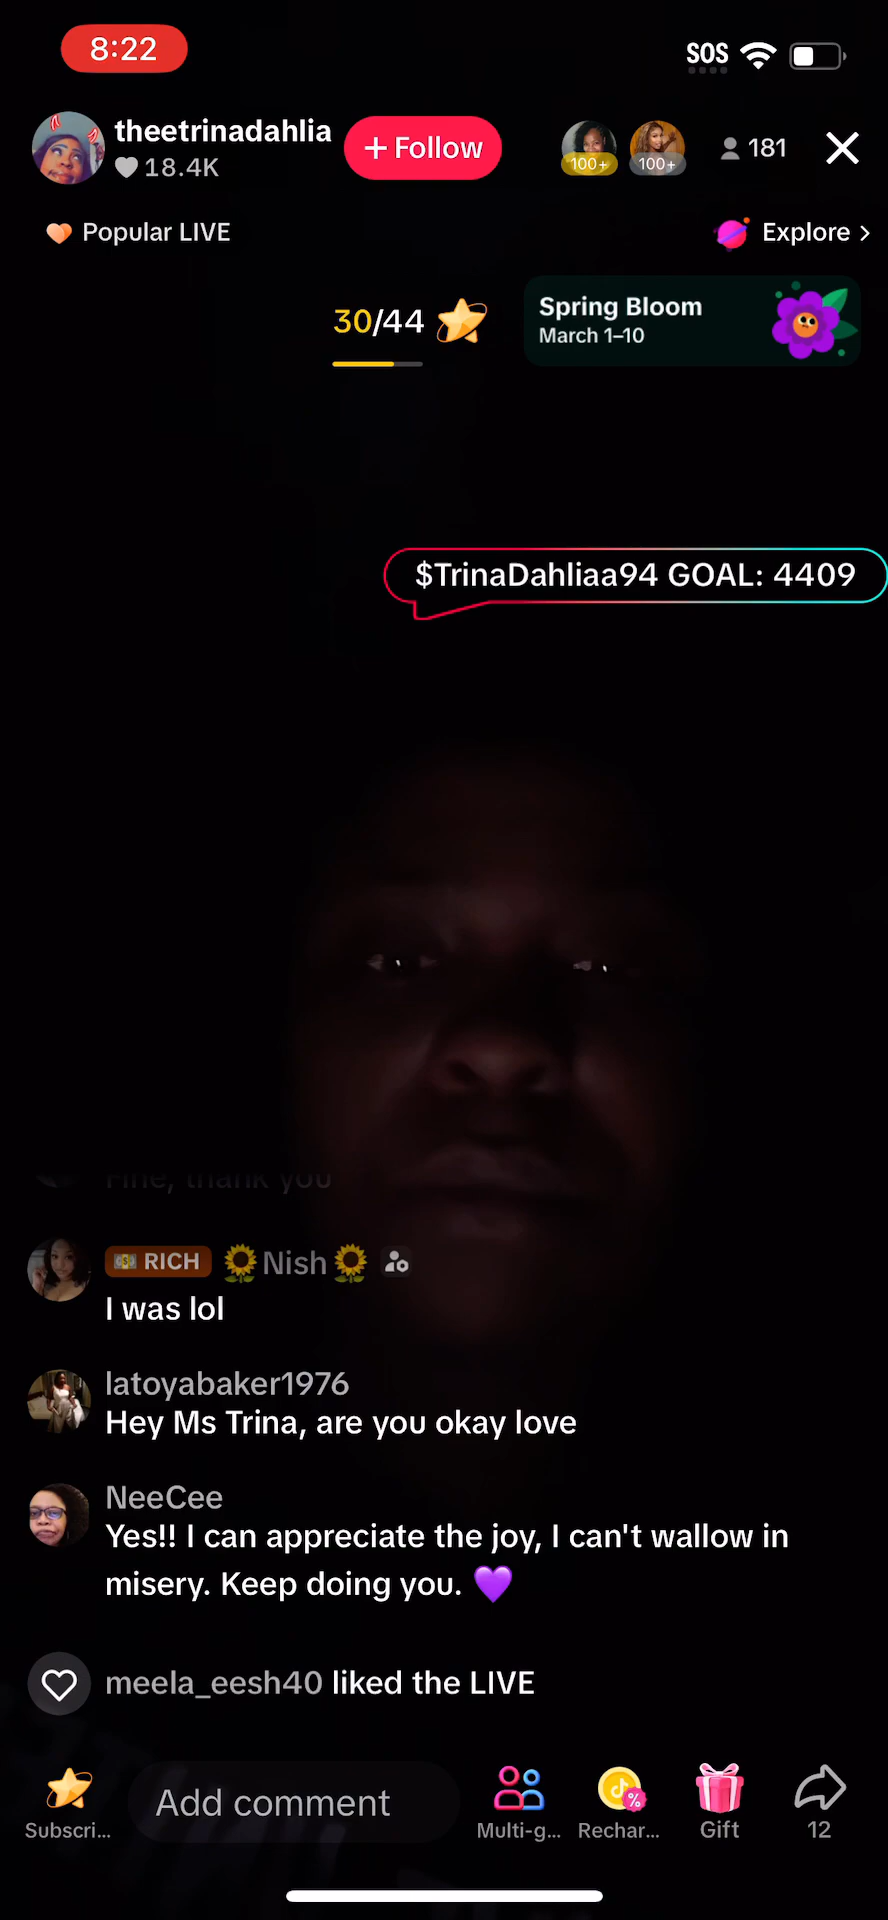 8:22
SOS
theetrinadahlia
18.4K
+ Follow
100+
100+
181
Popular LIVE
Explore >
30/44
Spring Bloom
March 1–10
$TrinaDahliaa94 GOAL: 4409
Fine, thank you
RICH 🌻Nish🌻
I was lol
latoyabaker1976
Hey Ms Trina, are you okay love
NeeCee
Yes!! I can appreciate the joy, I can't wallow in
misery. Keep doing you. 💜
meela_eesh40 liked the LIVE
Add comment
Subscri...
Multi-g...
Rechar...
Gift
12